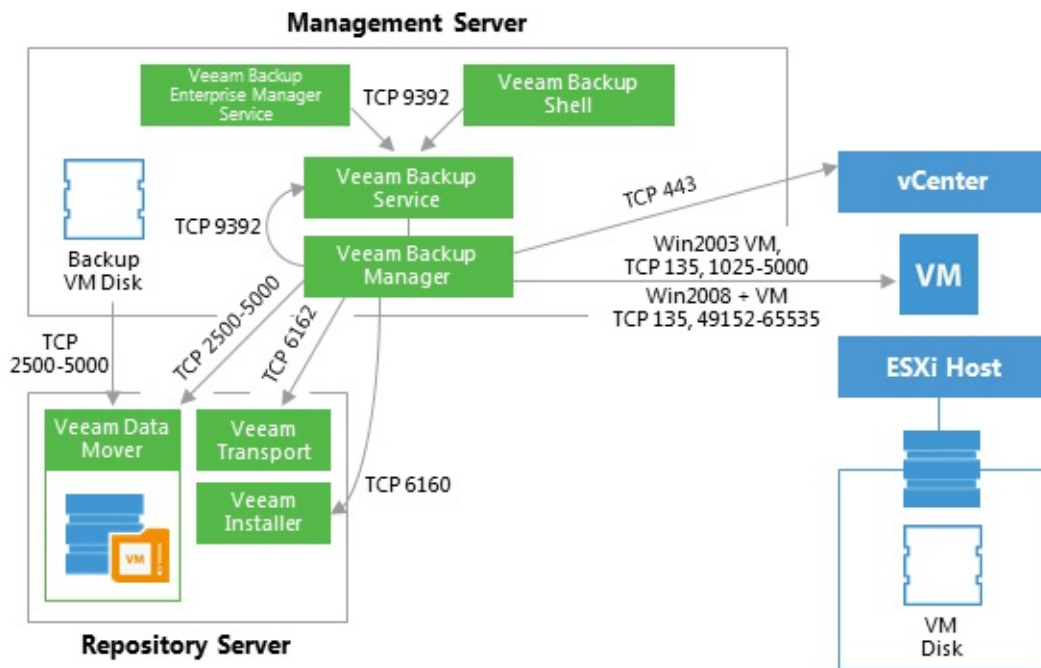 Management Server
Veeam Backup
Enterprise Manager
Service
TCP 9392
Veeam Backup
Shell
Veeam Backup
Service
TCP 9392
Veeam Backup
Manager
Backup
VM Disk
TCP 443
vCenter
Win2003 VM,
TCP 135, 1025-5000
Win2008 + VM
TCP 135, 49152-65535
VM
TCP
2500-5000
TCP 2500-5000
TCP 6162
TCP 6160
ESXi Host
Veeam Data
Mover
VM
Veeam
Transport
Veeam
Installer
Repository Server
VM
Disk